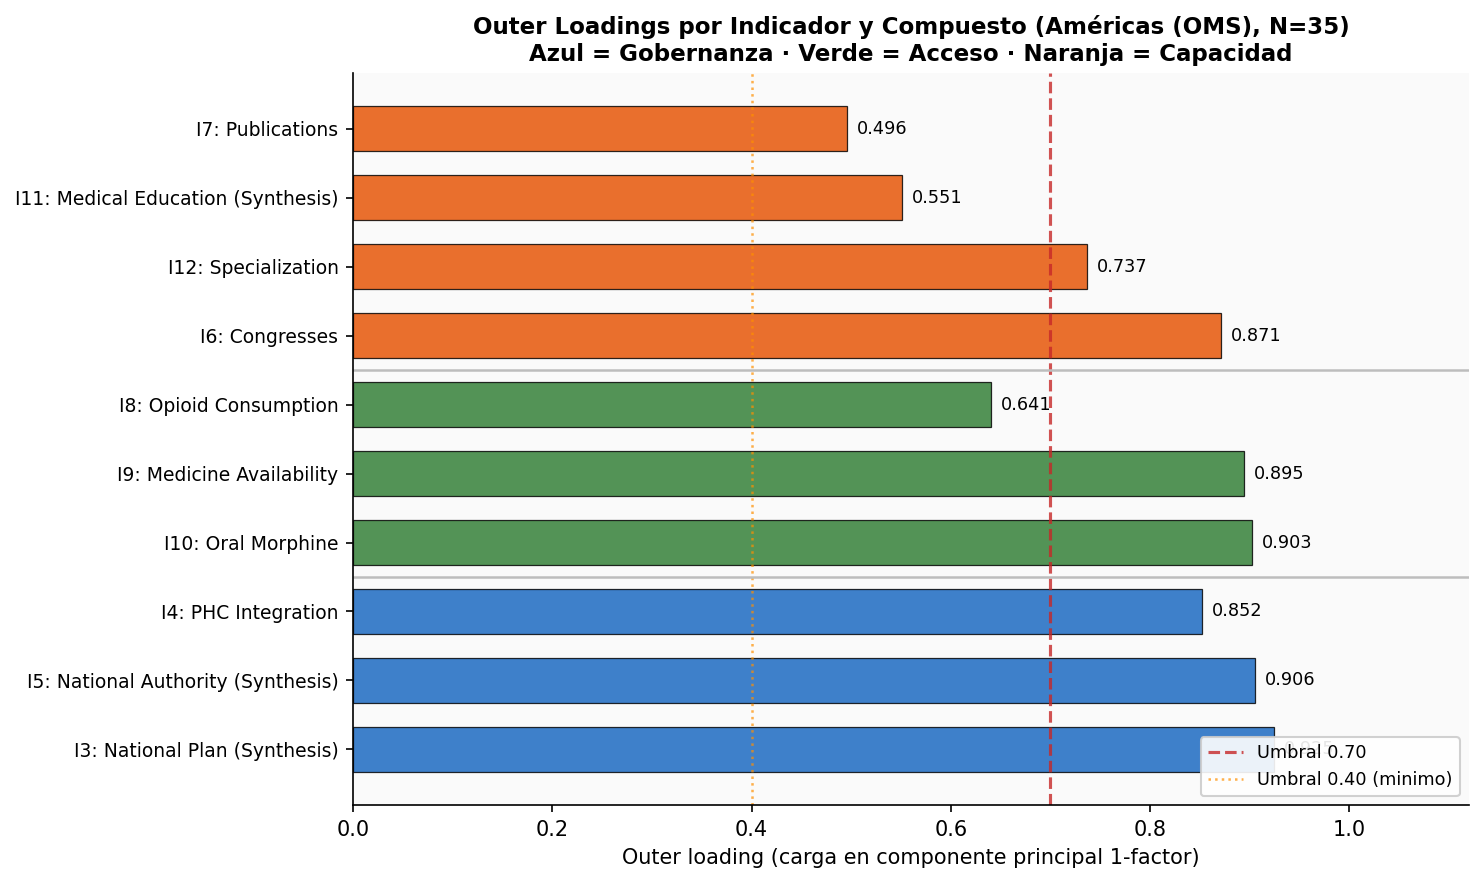 Outer Loadings por Indicador y Compuesto (Américas (OMS), N=35)
Azul = Gobernanza · Verde = Acceso · Naranja = Capacidad
I7: Publications
0.496
I11: Medical Education (Synthesis)
0.551
I12: Specialization
0.737
I6: Congresses
0.871
I8: Opioid Consumption
0.641
I9: Medicine Availability
0.895
I10: Oral Morphine
0.903
I4: PHC Integration
0.852
I5: National Authority (Synthesis)
0.906
I3: National Plan (Synthesis)
Umbral 0.70
Umbral 0.40 (minimo)
0.0 0.2 0.4 0.6 0.8 1.0
Outer loading (carga en componente principal 1-factor)